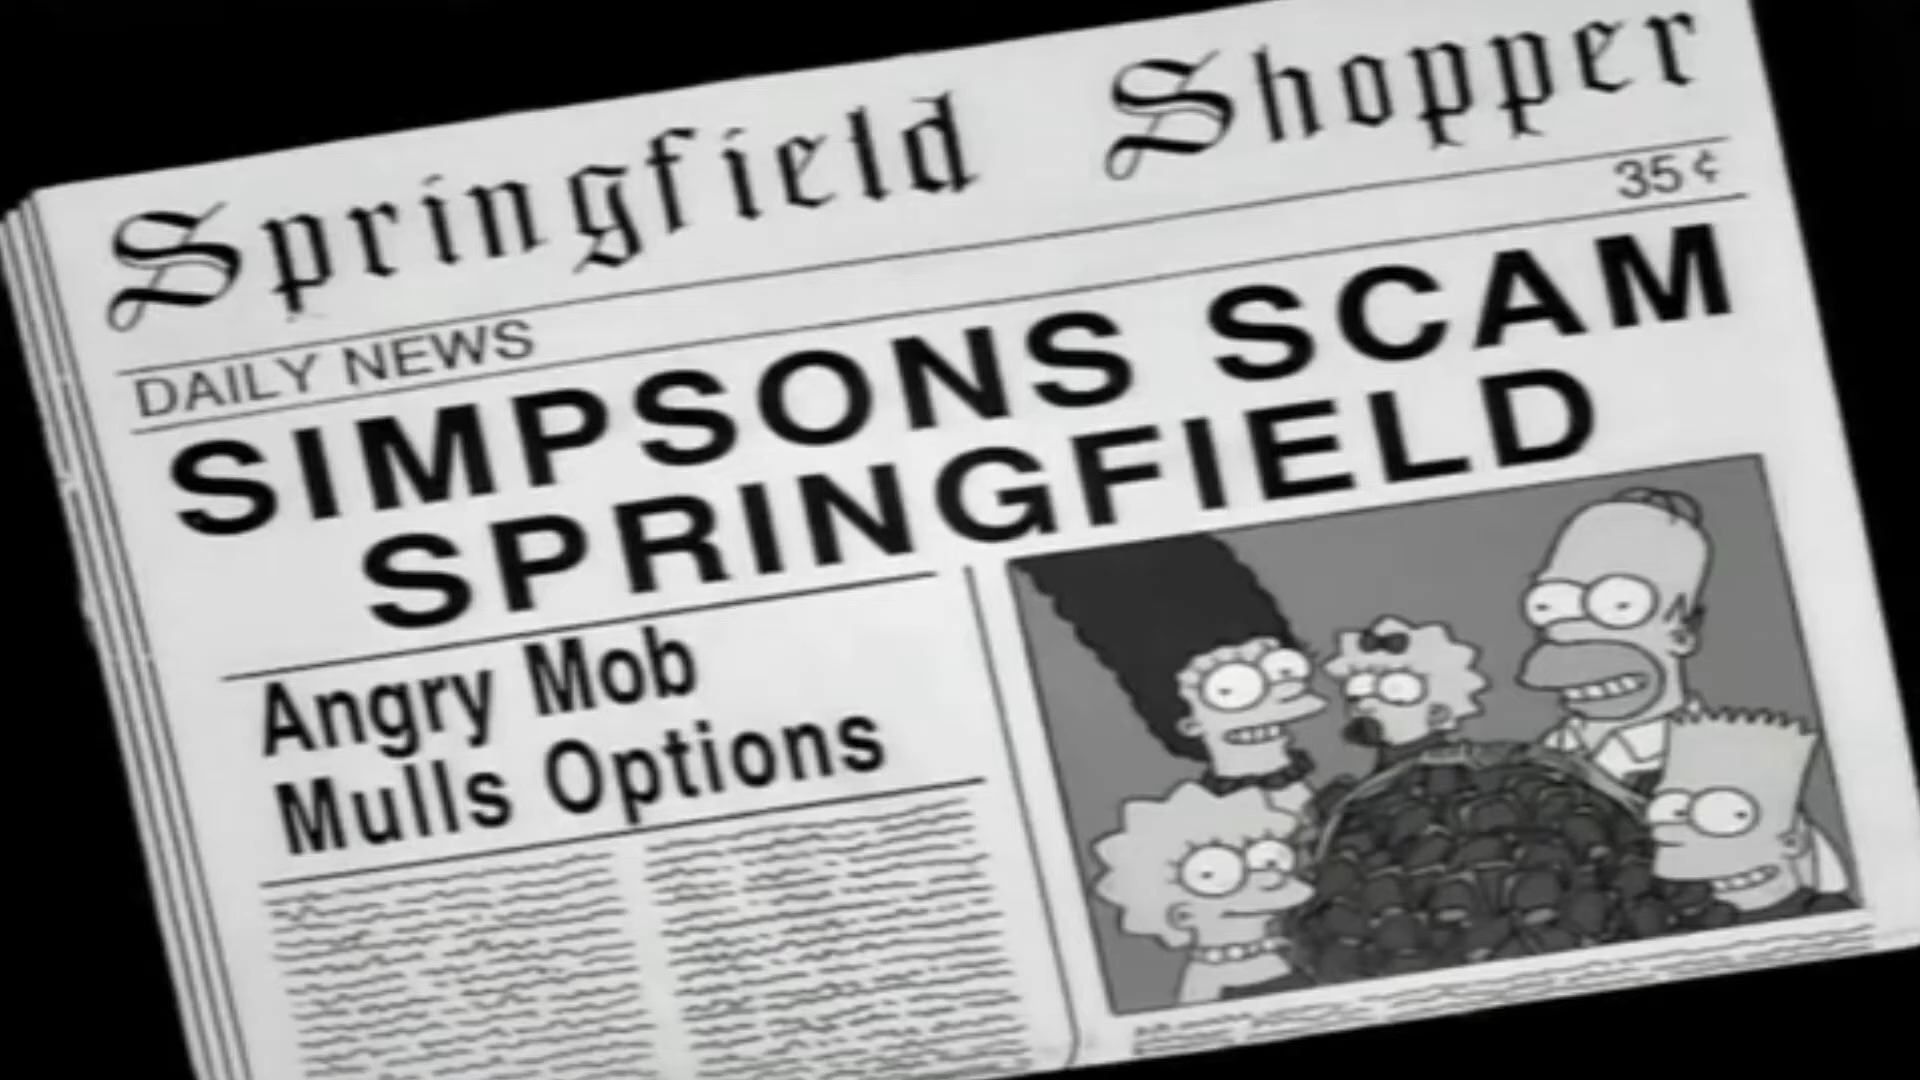 Springfield Shopper
35¢
DAILY NEWS
SIMPSONS SCAM
SPRINGFIELD
Angry Mob
Mulls Options